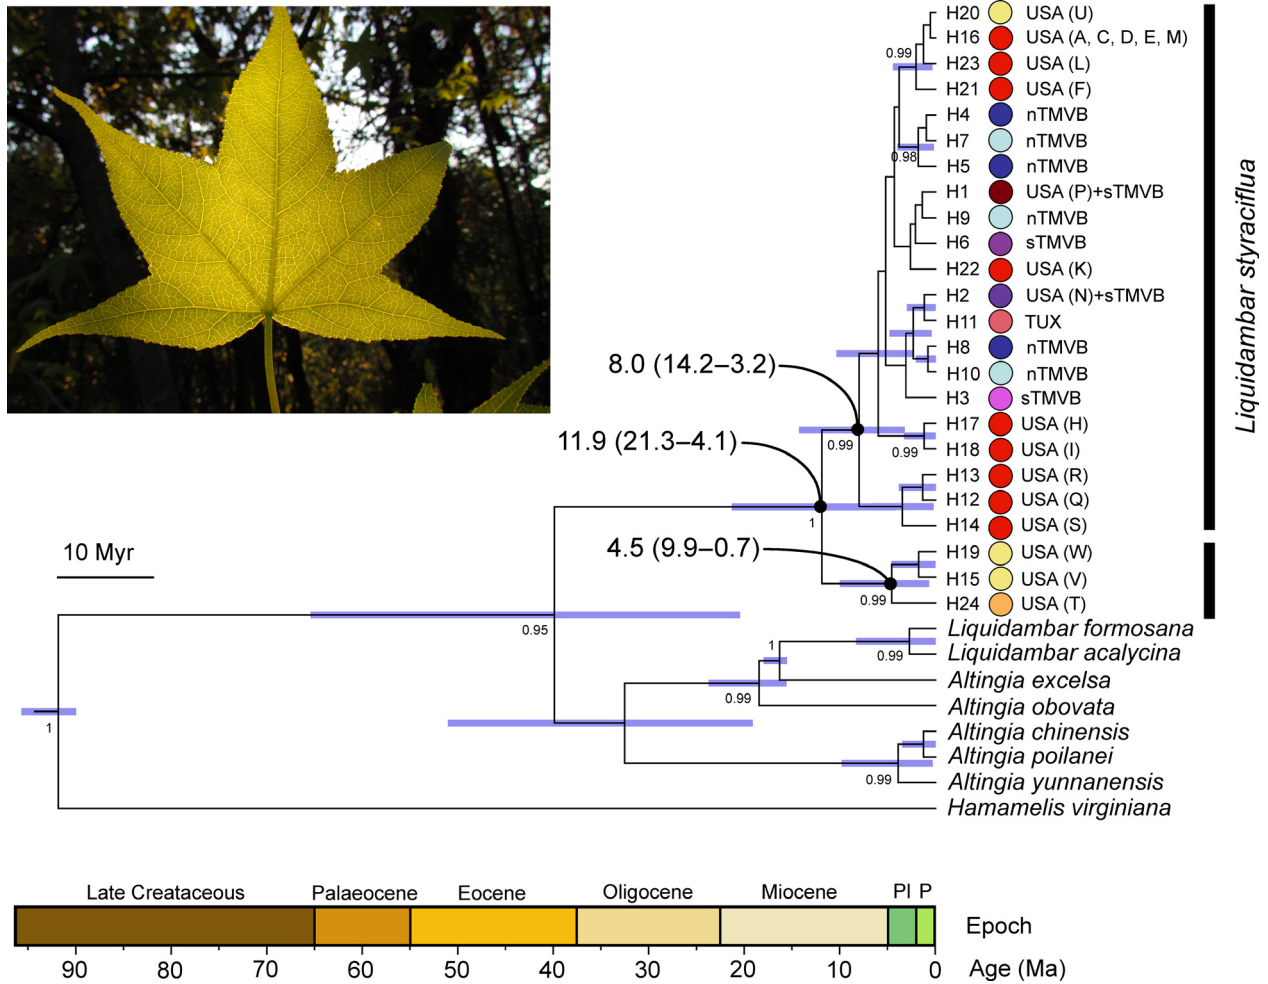 H20 USA (U)
H16 USA (A, C, D, E, M)
0.99
H23 USA (L)
H21 USA (F)
H4 nTMVB
H7 nTMVB
0.98
H5 nTMVB
H1 USA (P)+sTMVB
H9 nTMVB
H6 sTMVB
H22 USA (K)
H2 USA (N)+sTMVB
H11 TUX
H8 nTMVB
H10 nTMVB
H3 sTMVB
Liquidambar styraciflua
8.0 (14.2–3.2)
H17 USA (H)
0.99
0.99
H18 USA (I)
11.9 (21.3–4.1)
H13 USA (R)
H12 USA (Q)
1
H14 USA (S)
4.5 (9.9–0.7)
H19 USA (W)
H15 USA (V)
0.99
H24 USA (T)
10 Myr
0.95
Liquidambar formosana
1
0.99
Liquidambar acalycina
Altingia excelsa
0.99
Altingia obovata
1
Altingia chinensis
Altingia poilanei
0.99
Altingia yunnanensis
Hamamelis virginiana
Late Creataceous Palaeocene Eocene Oligocene Miocene Pl P
Epoch
90 80 70 60 50 40 30 20 10 0 Age (Ma)